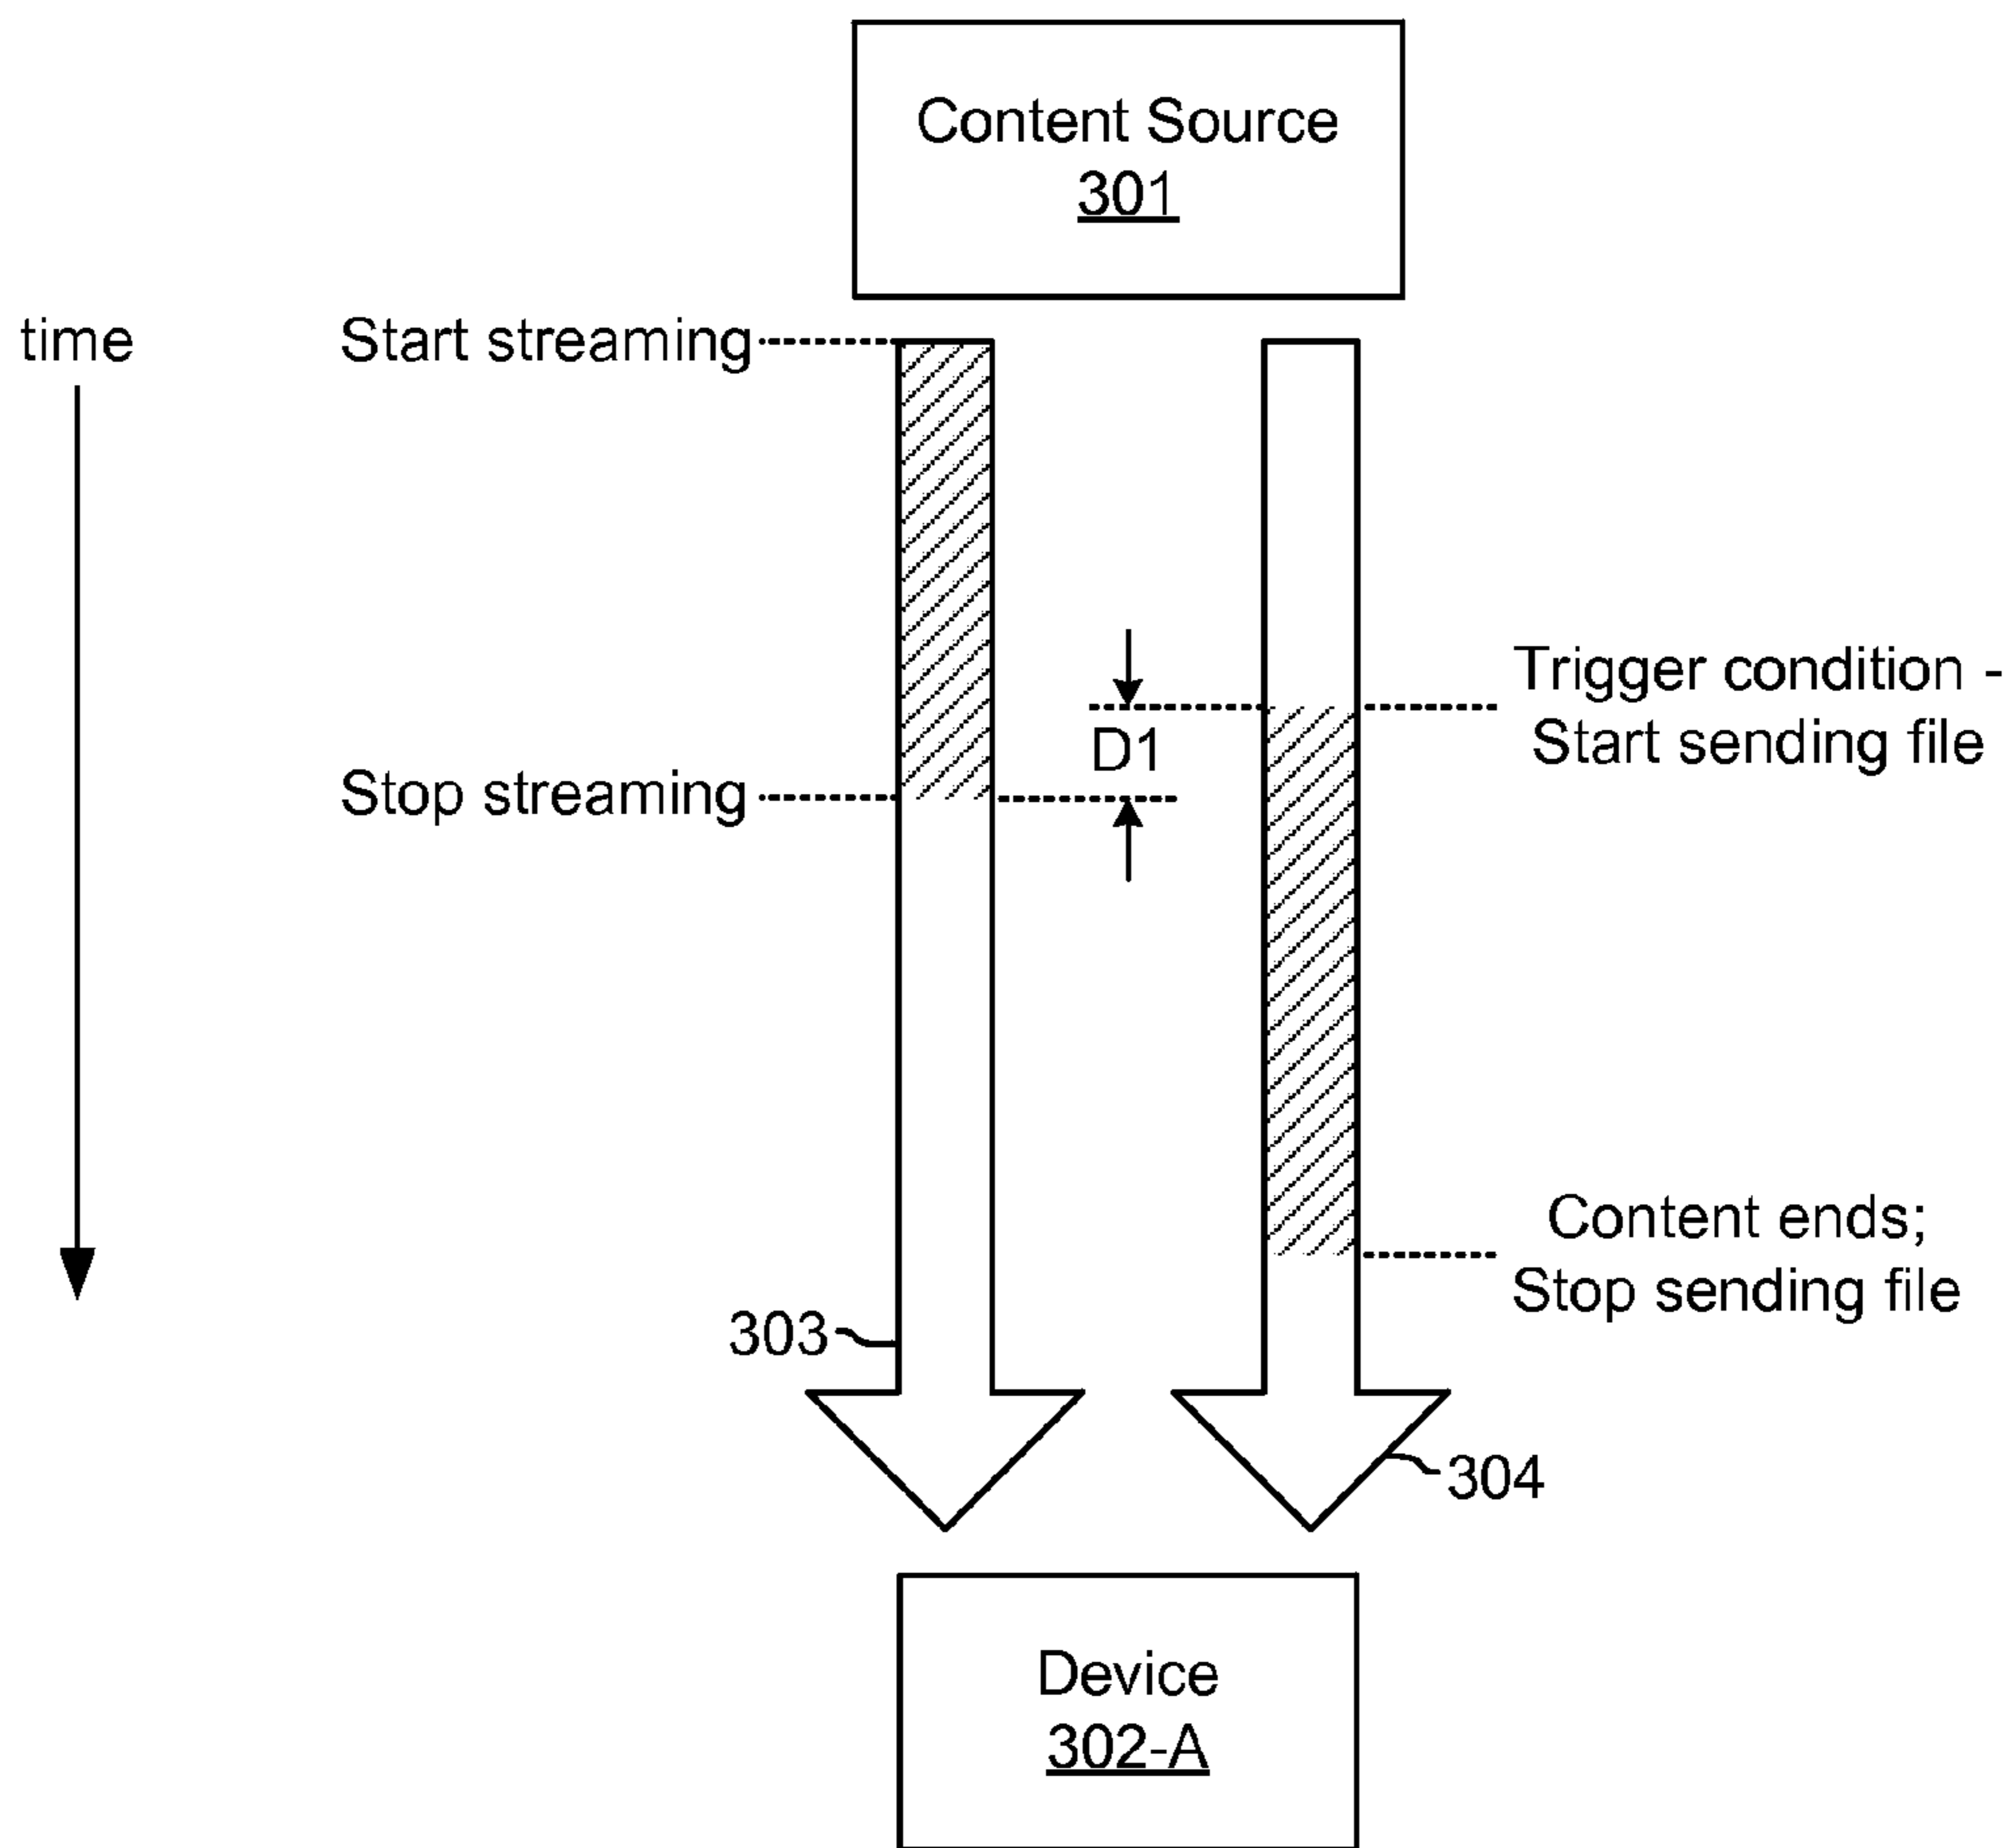 Content Source
301
time
Start streaming
Trigger condition -
Start sending file
D1
Stop streaming
Content ends;
Stop sending file
303
304
Device
302-A